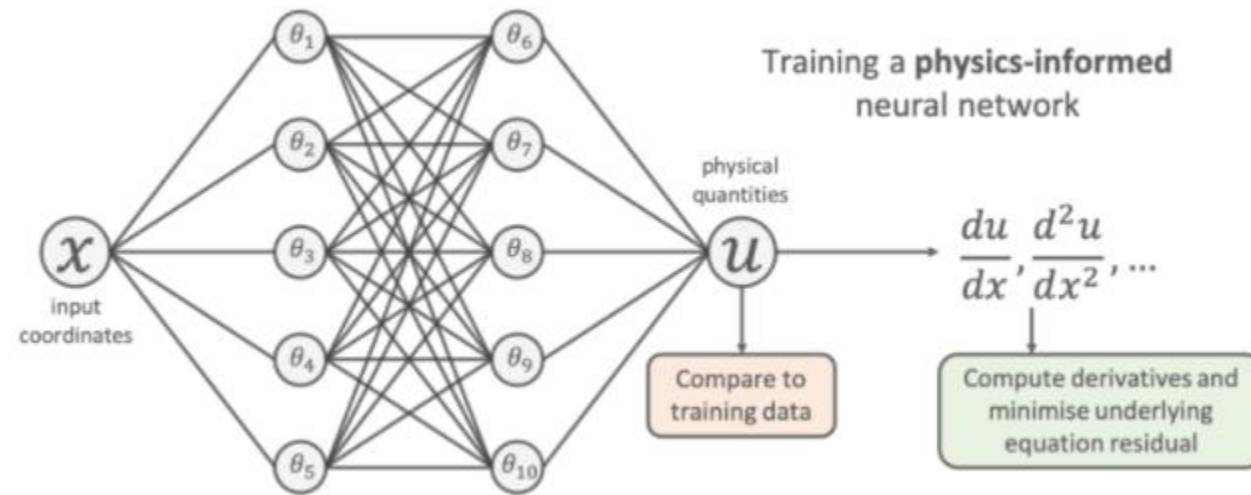 Training a physics-informed
neural network
x
input
coordinates
θ₁
θ₂
θ₃
θ₄
θ₅
θ₆
θ₇
θ₈
θ₉
θ₁₀
physical
quantities
u
du/dx, d²u/dx², ...
Compare to
training data
Compute derivatives and
minimise underlying
equation residual